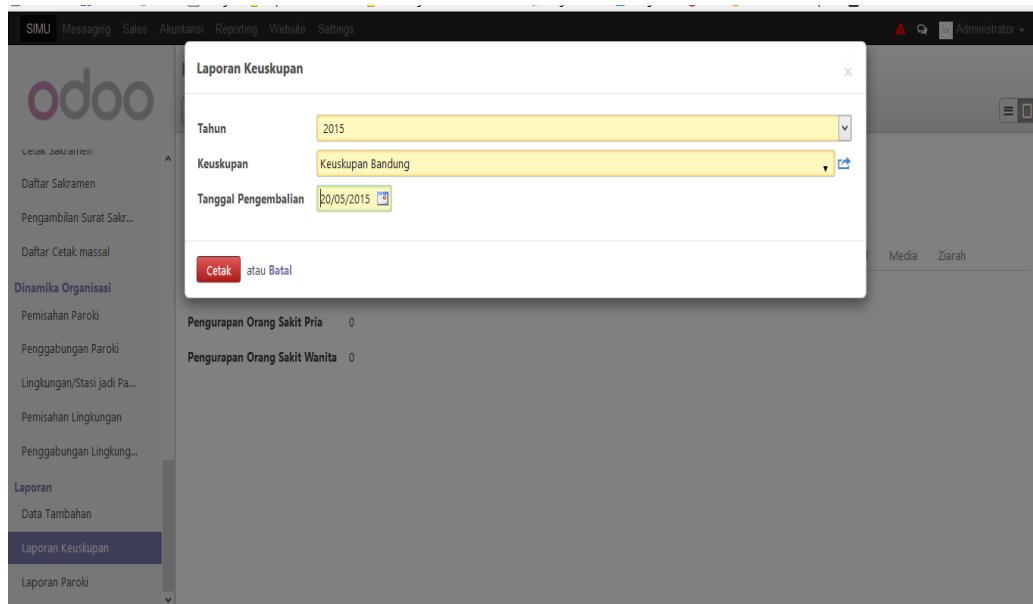 SIMU Messaging Sales Akuntansi Reporting Website Settings Administrator
odoo
Cetak Sakramen
Daftar Sakramen
Pengambilan Surat Sakr...
Daftar Cetak massal
Dinamika Organisasi
Pemisahan Paroki
Penggabungan Paroki
Lingkungan/Stasi jadi Pa...
Pemisahan Lingkungan
Penggabungan Lingkung...
Laporan
Data Tambahan
Laporan Keuskupan
Laporan Paroki
Laporan Keuskupan x
Tahun 2015
Keuskupan Keuskupan Bandung
Tanggal Pengembalian 20/05/2015
Cetak atau Batal
Media Ziarah
Pengurapan Orang Sakit Pria 0
Pengurapan Orang Sakit Wanita 0